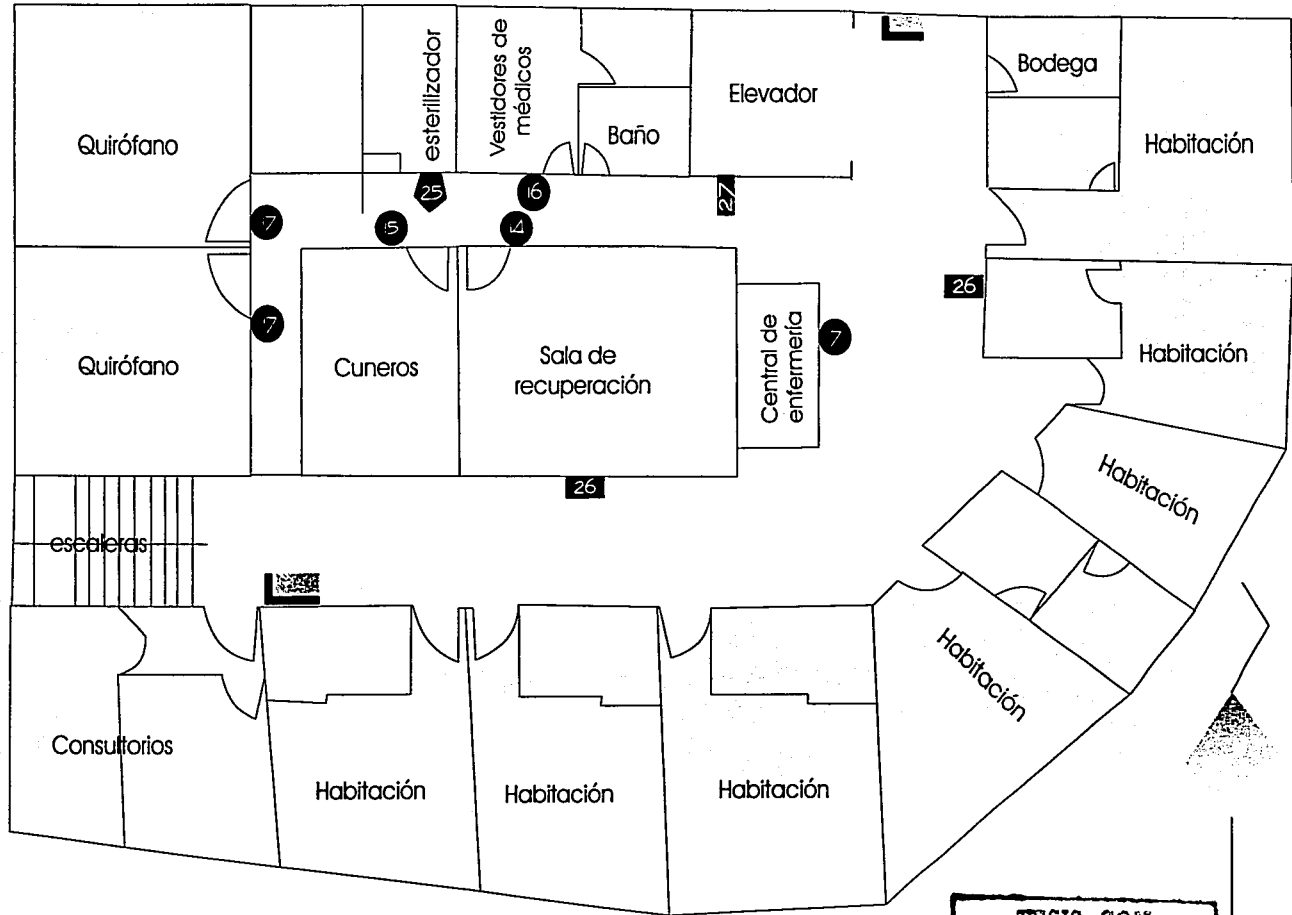 Quirófano
esterilizador
Vestidores de
médicos
Baño
Elevador
Bodega
Habitación
25
16
27
17
15
14
26
Habitación
17
Quirófano
Cuneros
Sala de
recuperación
Central de
enfermería
7
Habitación
26
escaleras
Habitación
Consultorios
Habitación
Habitación
Habitación